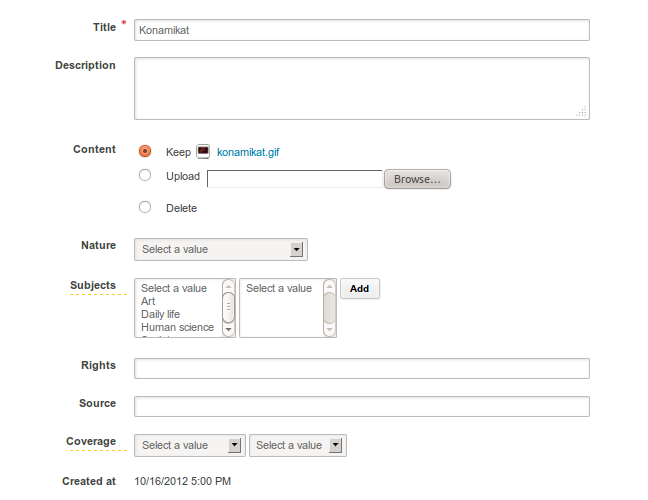 Title * Konamikat
Description
Content Keep konamikat.gif
Upload Browse...
Delete
Nature Select a value
Subjects Select a value Select a value Add
Art
Daily life
Human science
Rights
Source
Coverage Select a value Select a value
Created at 10/16/2012 5:00 PM